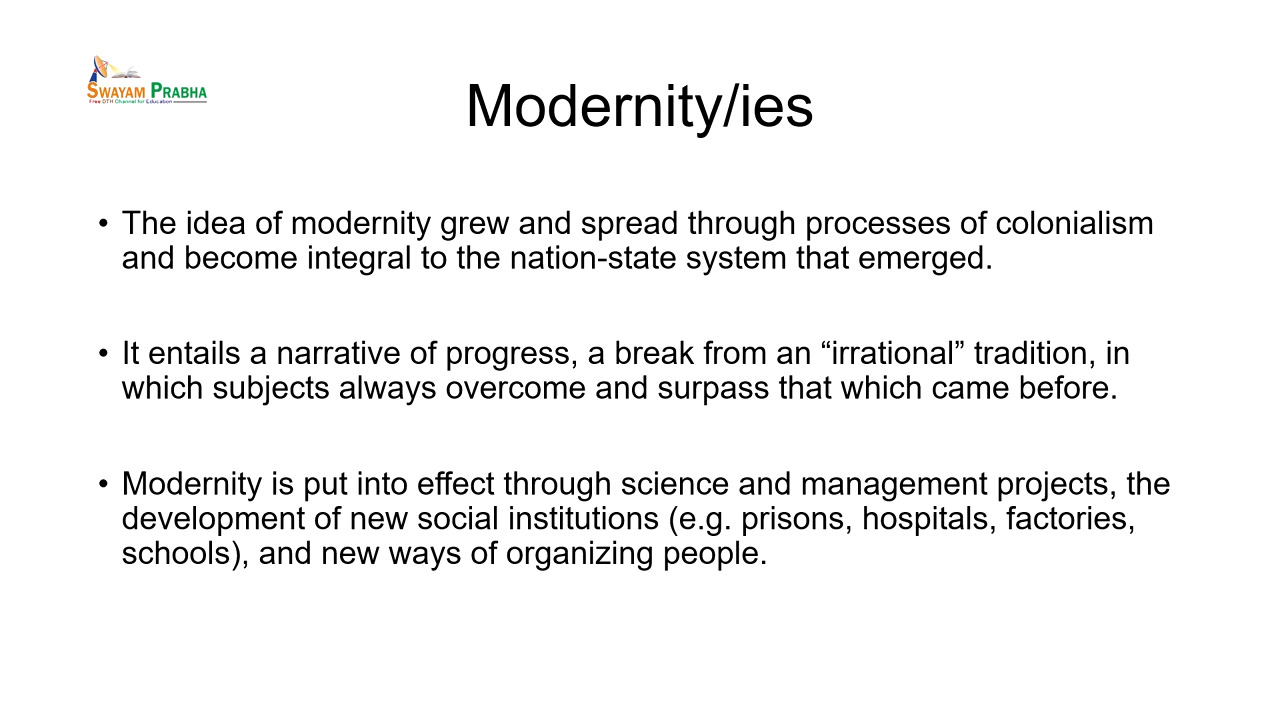 SWAYAM PRABHA
Free DTH Channel for Education
Modernity/ies
• The idea of modernity grew and spread through processes of colonialism
and become integral to the nation-state system that emerged.
• It entails a narrative of progress, a break from an “irrational” tradition, in
which subjects always overcome and surpass that which came before.
• Modernity is put into effect through science and management projects, the
development of new social institutions (e.g. prisons, hospitals, factories,
schools), and new ways of organizing people.